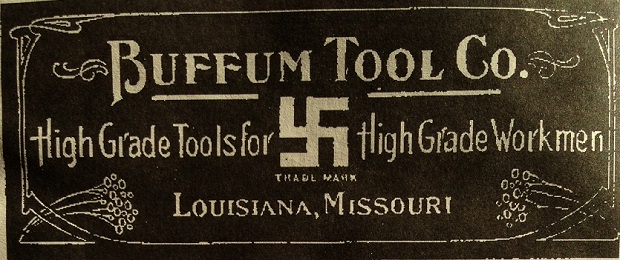 BUFFUM TOOL CO.
High Grade Tools for High Grade Workmen
TRADE MARK
LOUISIANA, MISSOURI